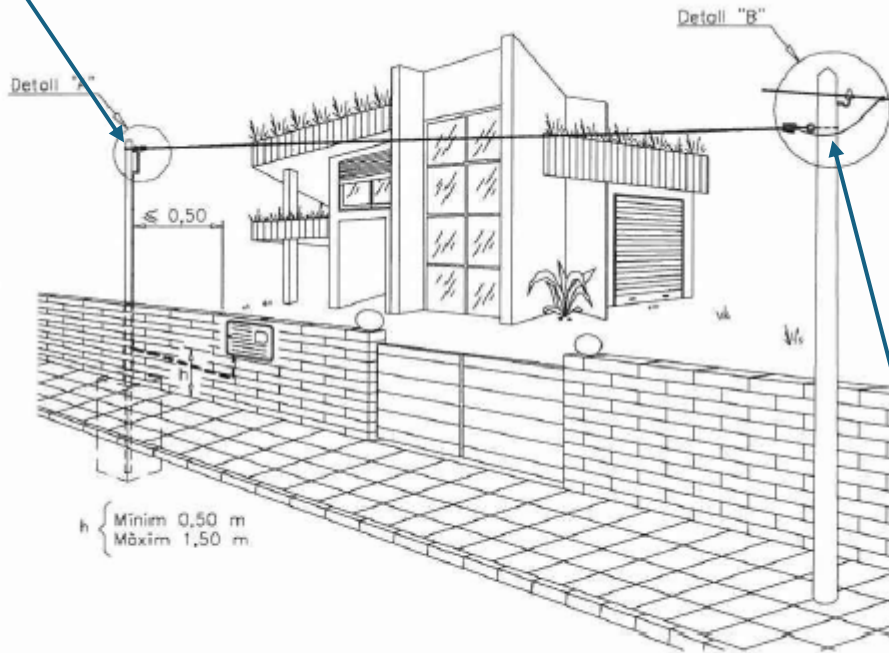 Detall "B"
Detall "A"
≤ 0,50
h
h { Mínim 0,50 m
Màxim 1,50 m